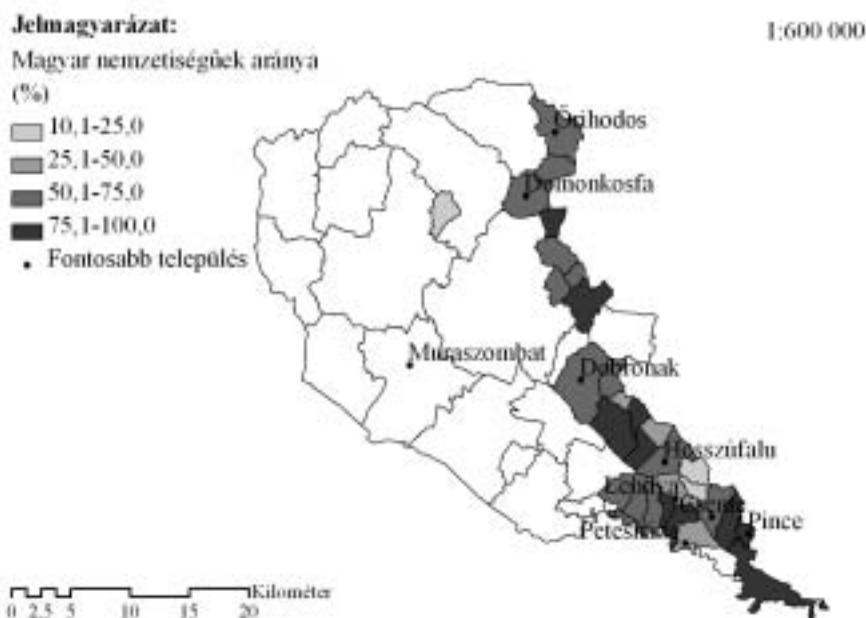 Jelmagyarázat:
1:600 000
Magyar nemzetiségűek aránya
(%)
10,1-25,0
25,1-50,0
50,1-75,0
75,1-100,0
Fontosabb település
Őrihodos
Domonkosfa
Muraszombat
Dobronak
Hosszúfalu
Lendva
Pince
Kilométer
0 2,5 5 10 15 20